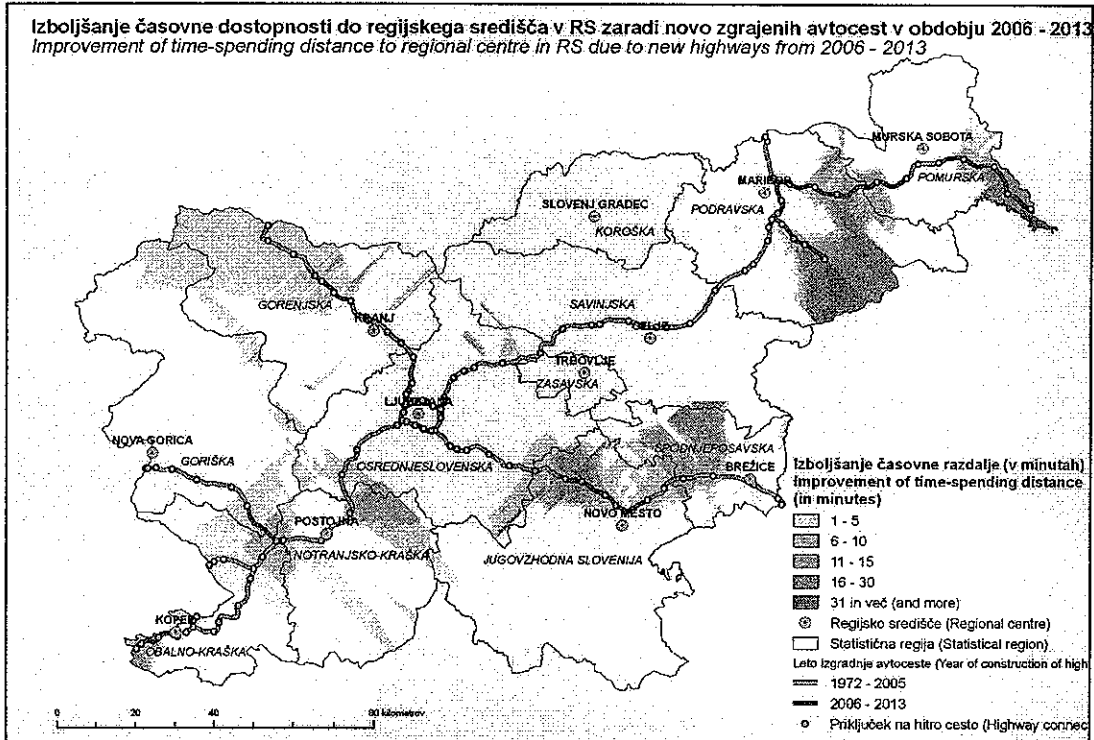 Izboljšanje časovne dostopnosti do regijskega središča v RS zaradi novo zgrajenih avtocest v obdobju 2006 - 2013
Improvement of time-spending distance to regional centre in RS due to new highways from 2006 - 2013
MURSKA SOBOTA
POMURSKA
MARIBOR
PODRAVSKA
SLOVENJ GRADEC
KOROŠKA
GORENJSKA
KRANJ
SAVINJSKA
CELJE
TRBOVLJE
ZASAVSKA
LJUBLJANA
NOVA GORICA
GORIŠKA
OSREDNJESLOVENSKA
SPODNJEPOSAVSKA
BREŽICE
POSTOJNA
NOTRANJSKO-KRAŠKA
NOVO MESTO
JUGOVZHODNA SLOVENIJA
KOPER
OBALNO-KRAŠKA
Izboljšanje časovne razdalje (v minutah)
Improvement of time-spending distance
(in minutes)
1 - 5
6 - 10
11 - 15
16 - 30
31 in več (and more)
Regijsko središče (Regional centre)
Statistična regija (Statistical region)
Leto izgradnje avtoceste (Year of construction of high
1972 - 2005
2006 - 2013
Priključek na hitro cesto (Highway connec
0 20 40 80 kilometrov